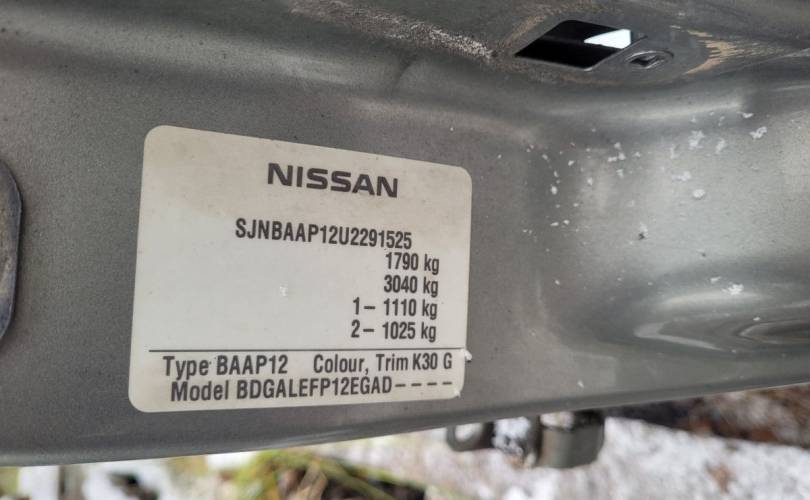 NISSAN
SJNBAAP12U2291525
1790 kg
3040 kg
1– 1110 kg
2– 1025 kg
Type BAAP12 Colour, Trim K30 G
Model BDGALEFP12EGAD– – – –